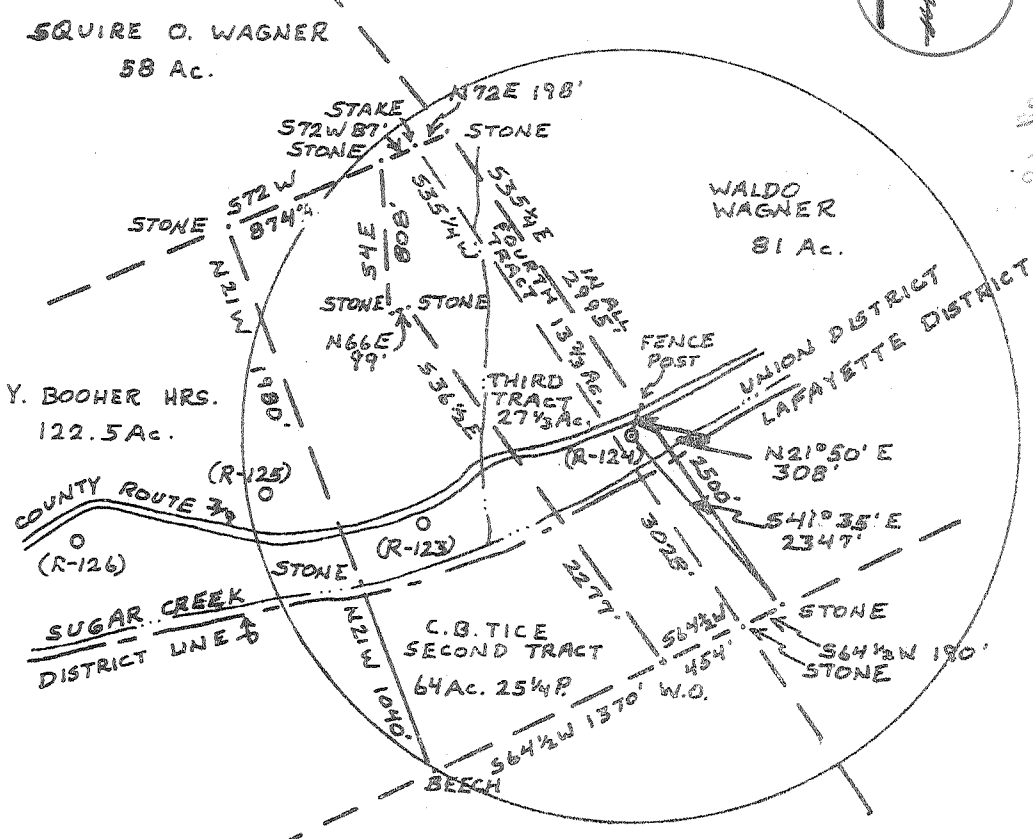 SQUIRE O. WAGNER
58 Ac.
N72E 198'
STAKE
S72W 87'
STONE
STONE
S72W
874
STONE
S4E
808'
S35¼W
S35¼E
FOURTH
TRACT
13⅔ Ac.
IN ALL
2995'
WALDO
WAGNER
81 Ac.
N21W
1980'
STONE
STONE
N66E
99'
S36½E
THIRD
TRACT
27⅓ Ac.
FENCE
POST
UNION DISTRICT
LAFAYETTE DISTRICT
Y. BOOHER HRS.
122.5 Ac.
(R-125)
(R-124)
N21°50'E
308'
2500'
S41°35'E
2347'
COUNTY ROUTE
(R-126)
(R-123)
STONE
3028'
2277'
SUGAR CREEK
DISTRICT LINE
N21W 1040'
C.B. TICE
SECOND TRACT
64 Ac. 25¼ P.
S64½W
454'
STONE
S64½W 190'
STONE
S64½W 1370' W.O.
BEECH